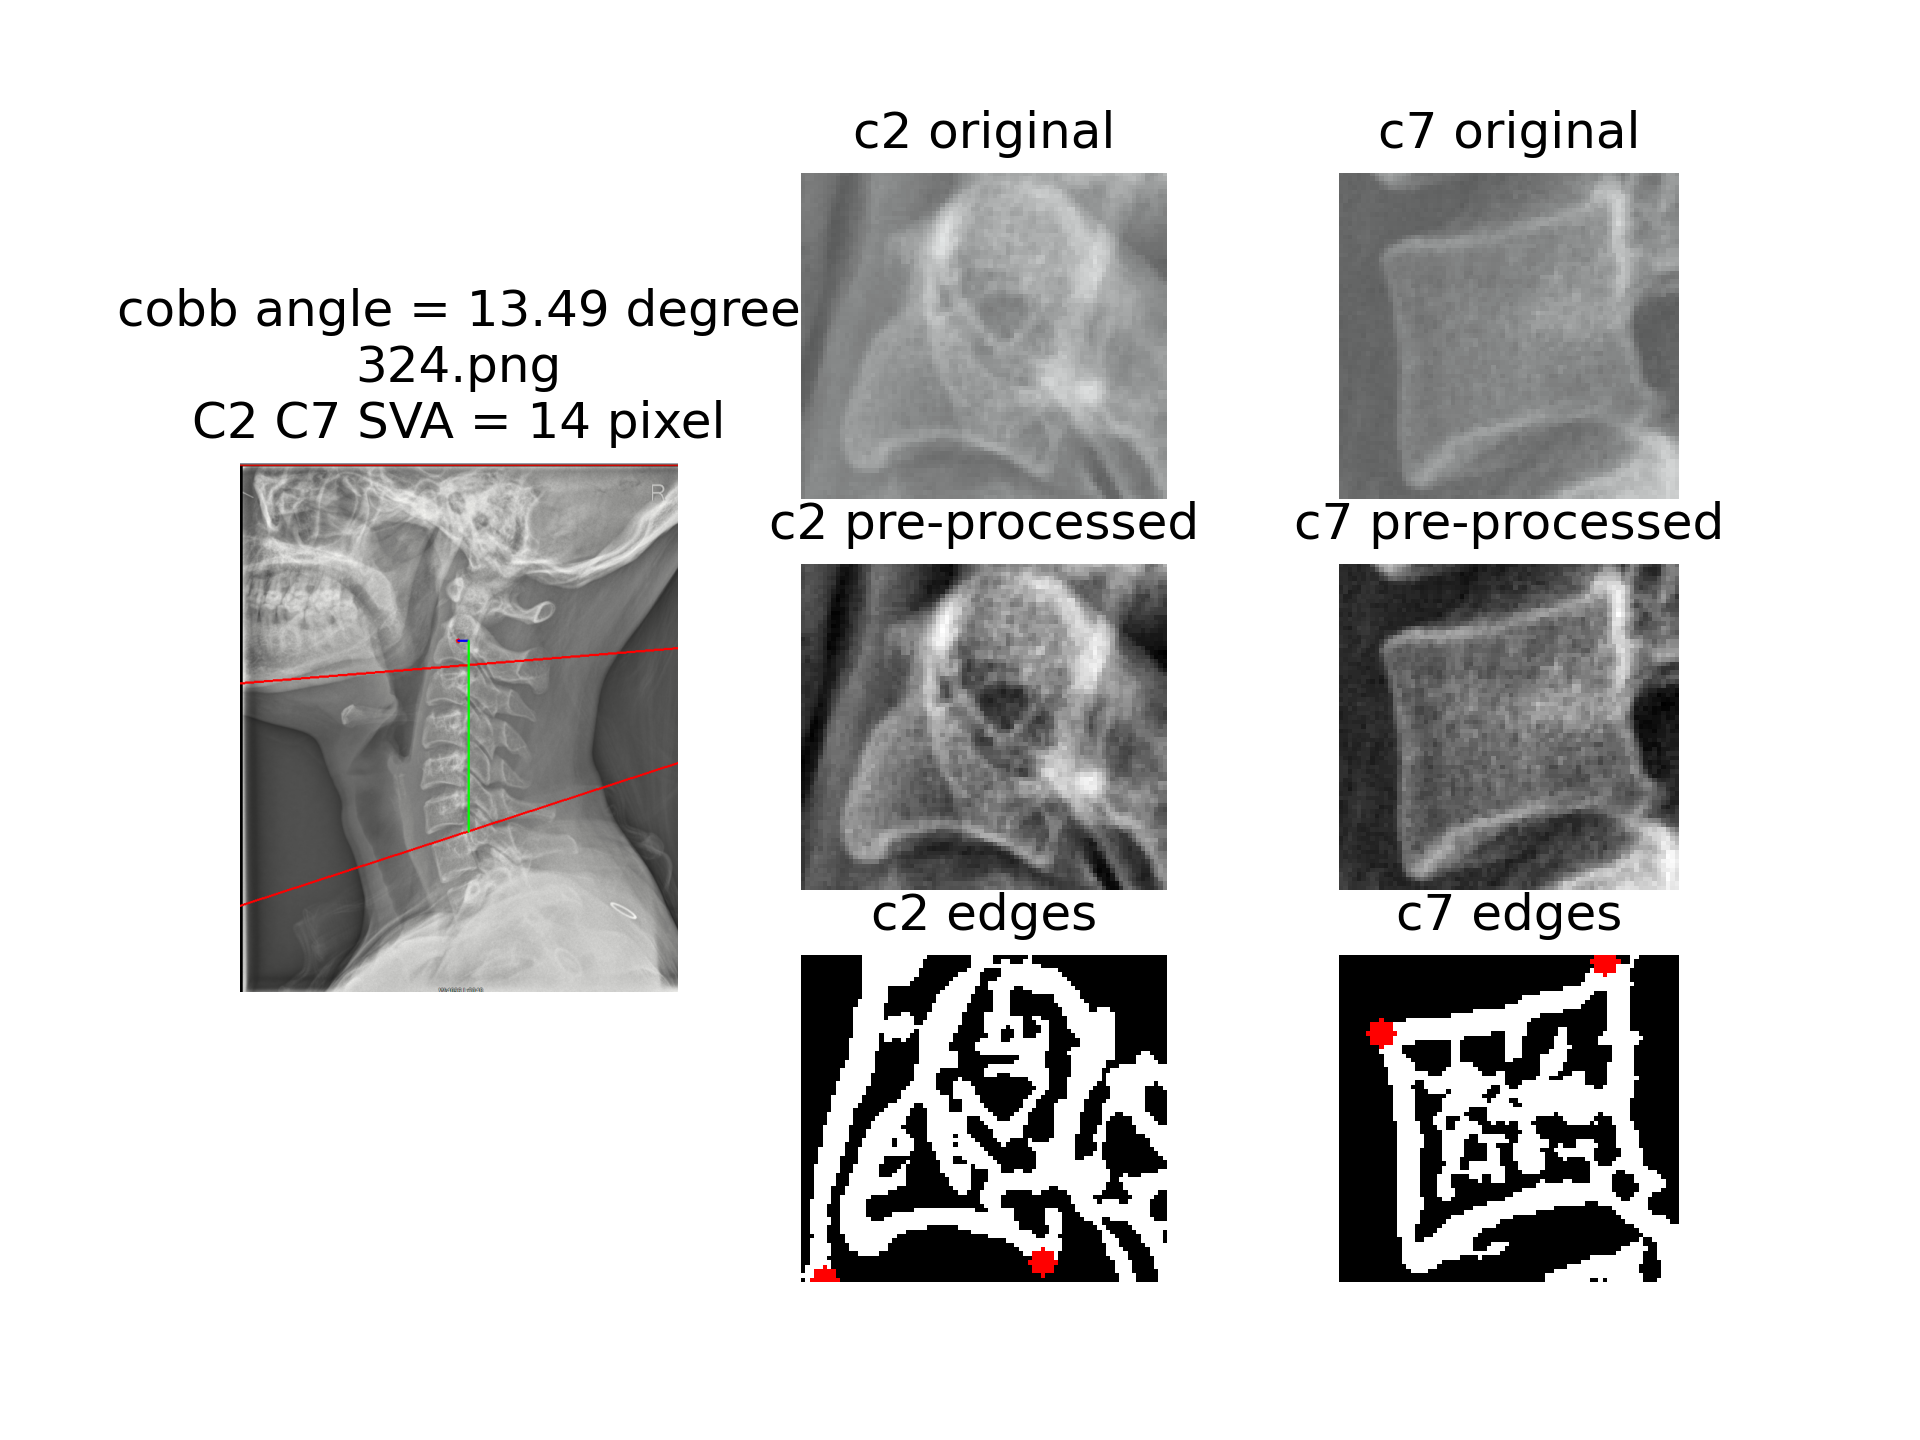 cobb angle = 13.49 degree
324.png
C2 C7 SVA = 14 pixel
R
c2 original
c7 original
c2 pre-processed
c7 pre-processed
c2 edges
c7 edges